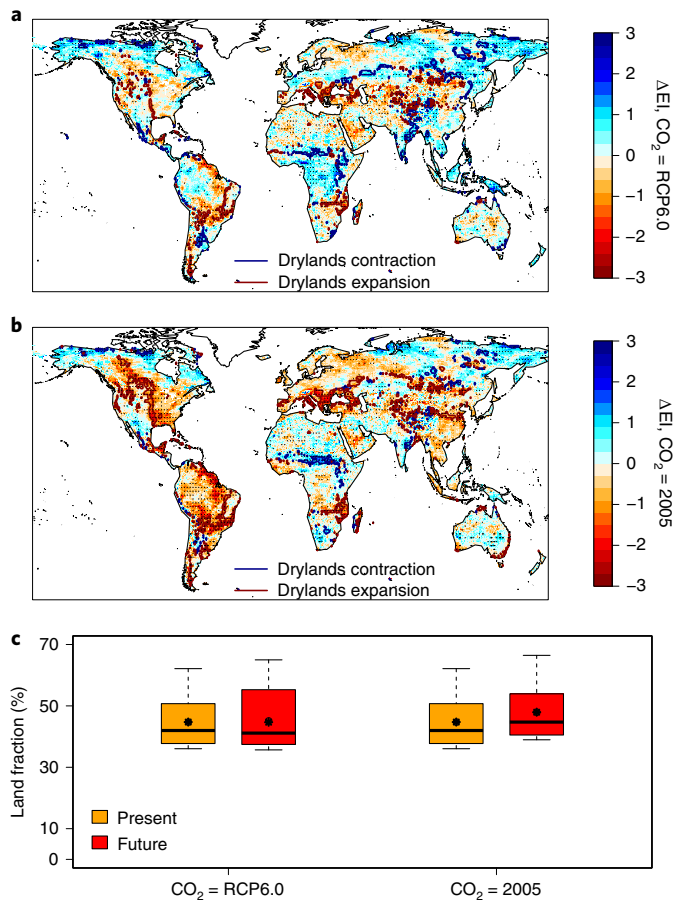 a
3
2
1
0
−1
−2
−3
ΔEI, CO₂ = RCP6.0
Drylands contraction
Drylands expansion
b
3
2
1
0
−1
−2
−3
ΔEI, CO₂ = 2005
Drylands contraction
Drylands expansion
c
70
50
30
10
0
Land fraction (%)
Present
Future
CO₂ = RCP6.0
CO₂ = 2005